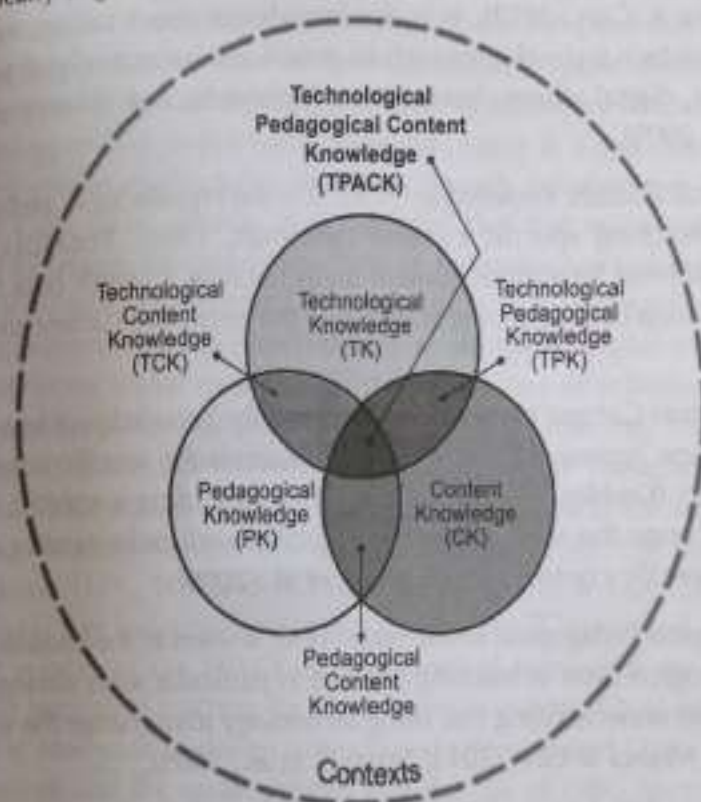 Technological
Pedagogical Content
Knowledge
(TPACK)
Technological
Content
Knowledge
(TCK)
Technological
Knowledge
(TK)
Technological
Pedagogical
Knowledge
(TPK)
Pedagogical
Knowledge
(PK)
Content
Knowledge
(CK)
Pedagogical
Content
Knowledge
Contexts